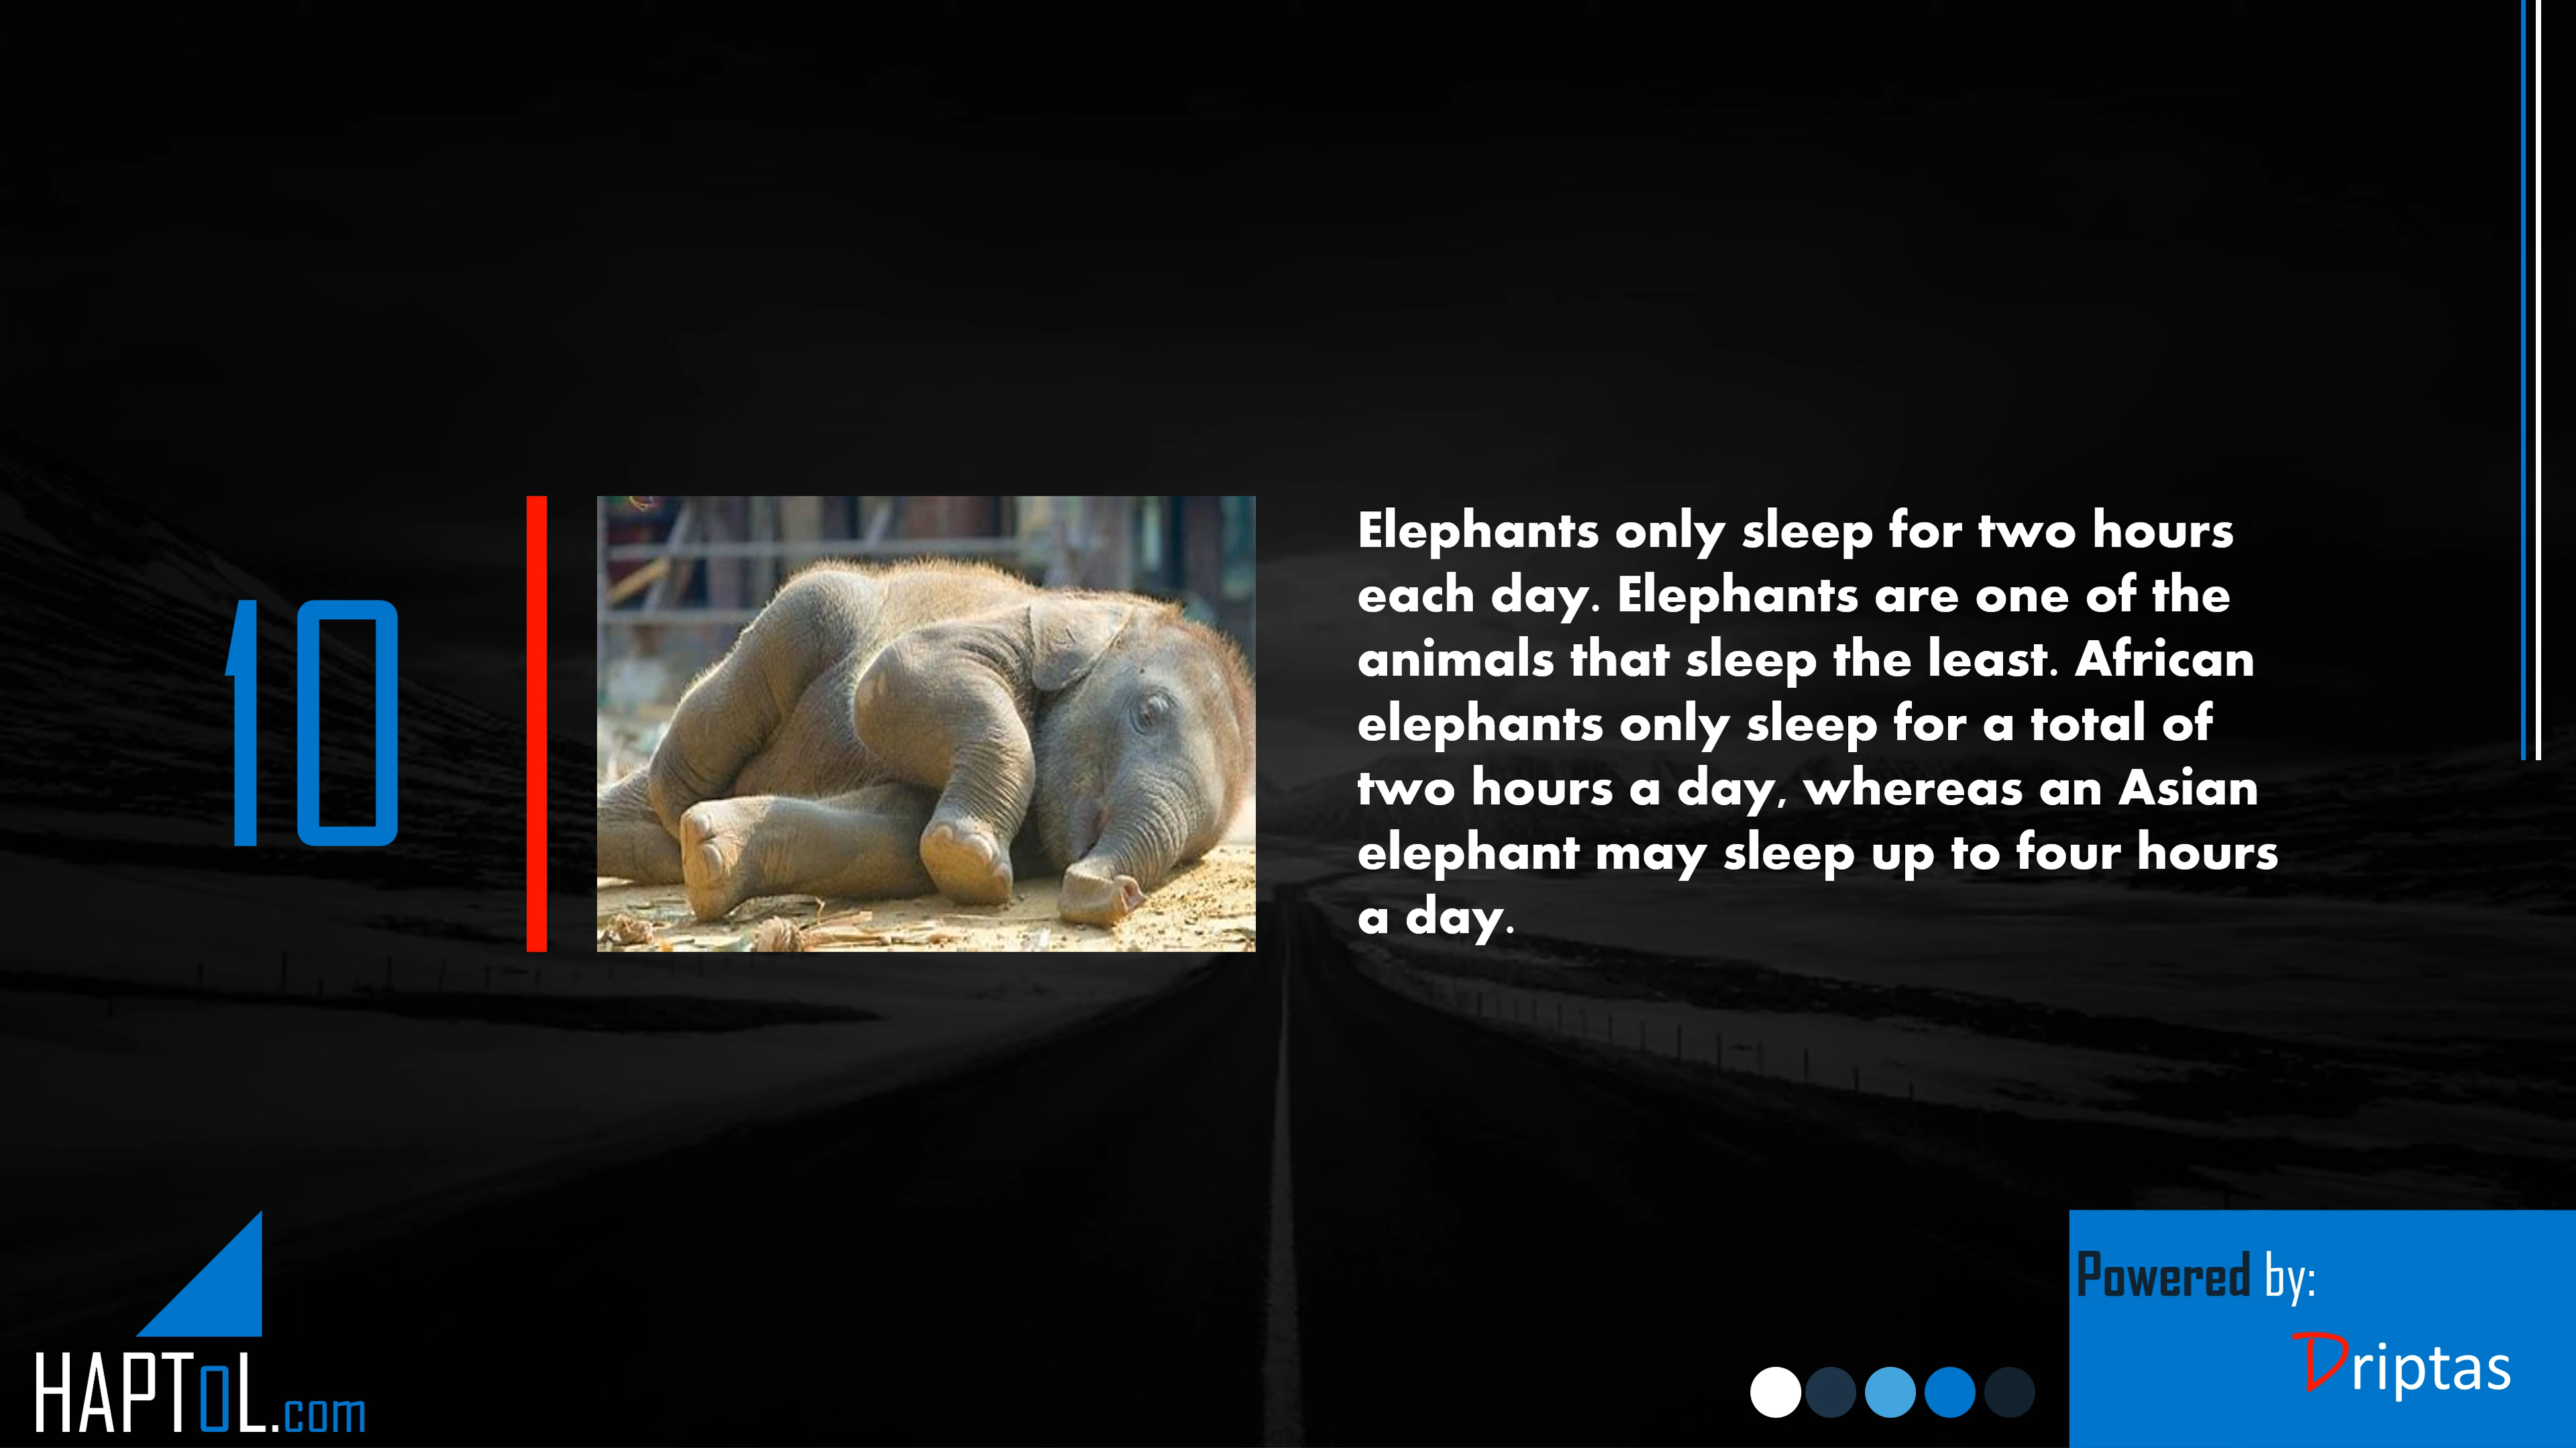 10
Elephants only sleep for two hours
each day. Elephants are one of the
animals that sleep the least. African
elephants only sleep for a total of
two hours a day, whereas an Asian
elephant may sleep up to four hours
a day.
HAPToL.com
Powered by:
Driptas